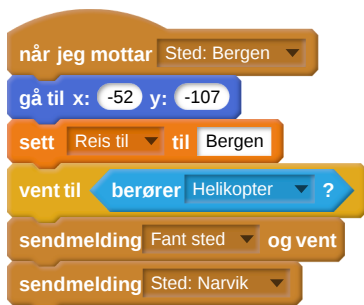 når jeg mottar Sted: Bergen
gå til x: -52 y: -107
sett Reis til til Bergen
vent til berører Helikopter ?
sendmelding Fant sted og vent
sendmelding Sted: Narvik